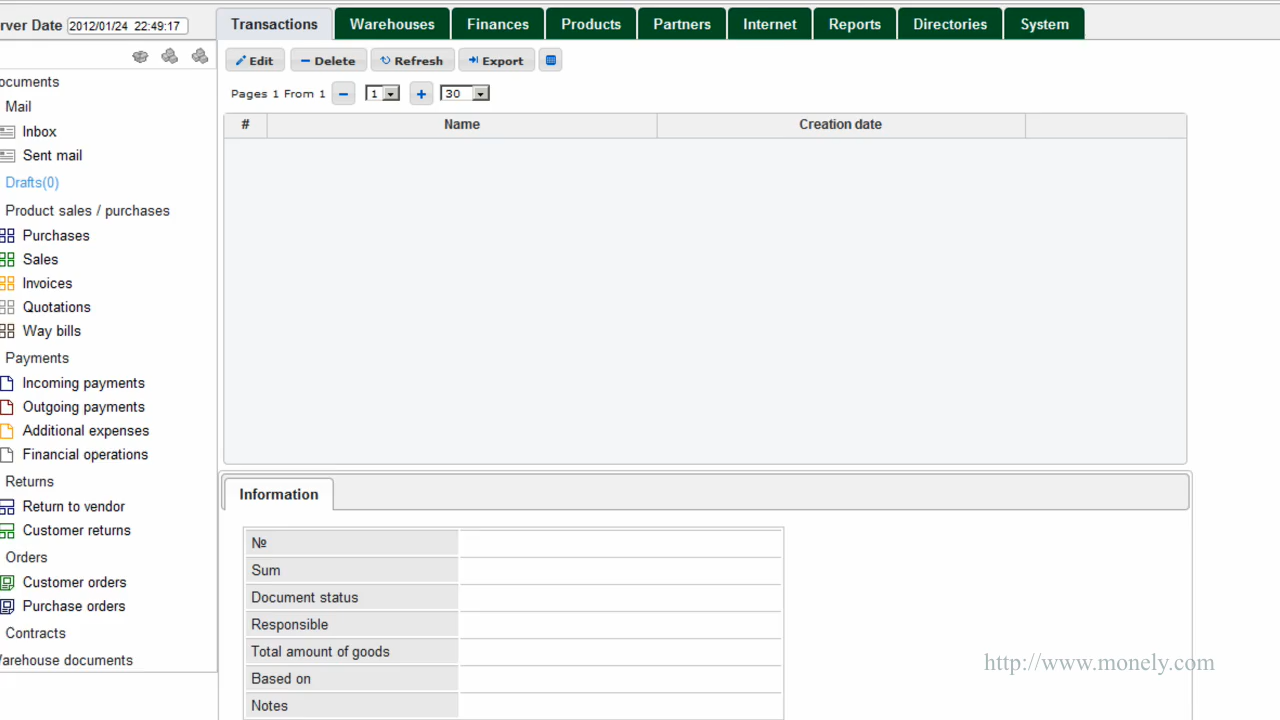 rver Date 2012/01/24 22:49:17
Transactions Warehouses Finances Products Partners Internet Reports Directories System
Edit Delete Refresh Export
Pages 1 From 1 1 30
# Name Creation date
ocuments
Mail
Inbox
Sent mail
Drafts(0)
Product sales / purchases
Purchases
Sales
Invoices
Quotations
Way bills
Payments
Incoming payments
Outgoing payments
Additional expenses
Financial operations
Returns
Return to vendor
Customer returns
Orders
Customer orders
Purchase orders
Contracts
arehouse documents
Information
№
Sum
Document status
Responsible
Total amount of goods
Based on
Notes
http://www.monely.com